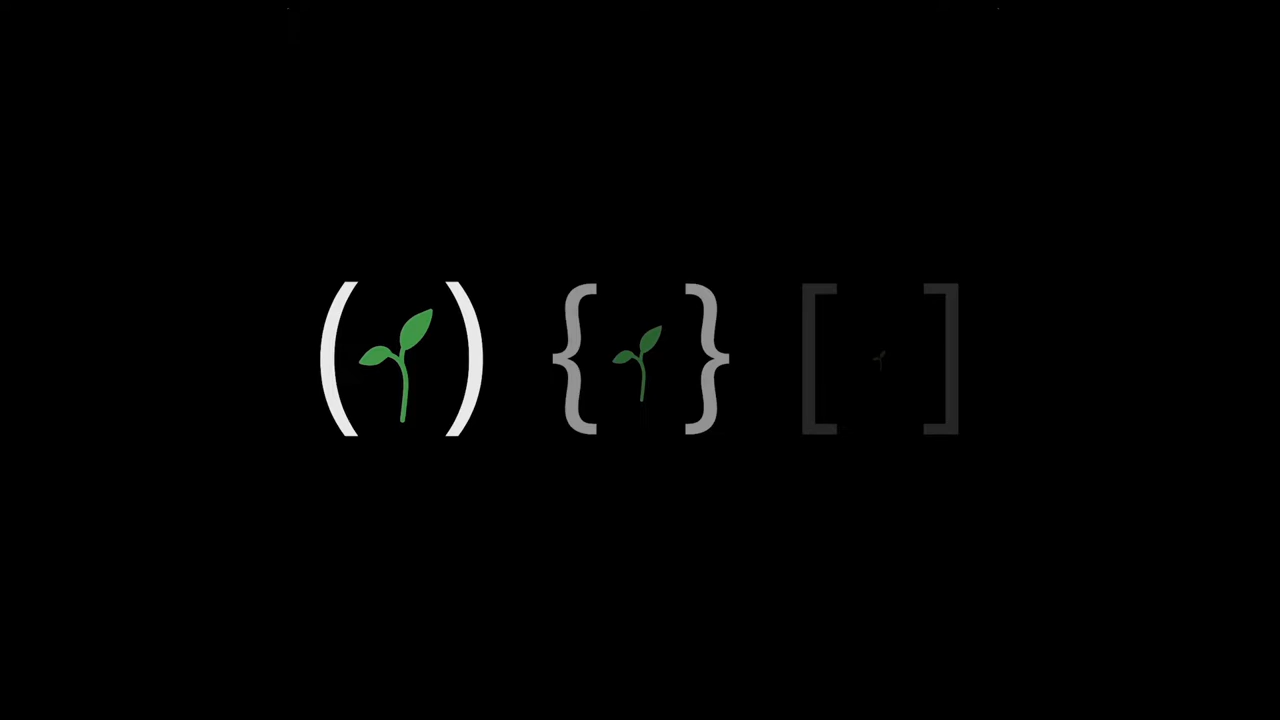 ( ) { } [ ]